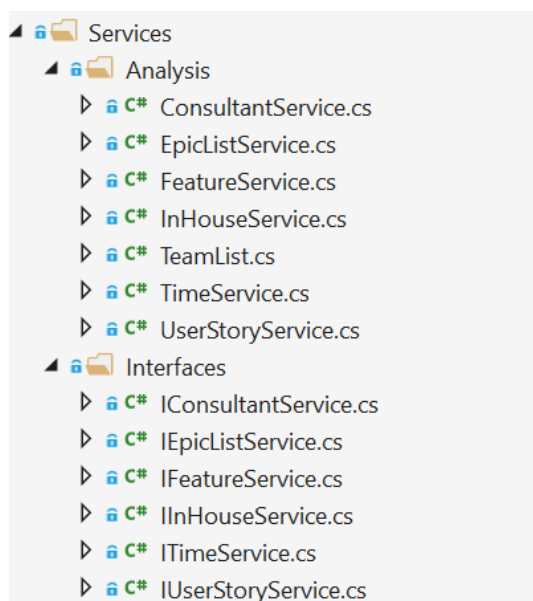 Services
Analysis
C# ConsultantService.cs
C# EpicListService.cs
C# FeatureService.cs
C# InHouseService.cs
C# TeamList.cs
C# TimeService.cs
C# UserStoryService.cs
Interfaces
C# IConsultantService.cs
C# IEpicListService.cs
C# IFeatureService.cs
C# IInHouseService.cs
C# ITimeService.cs
C# IUserStoryService.cs